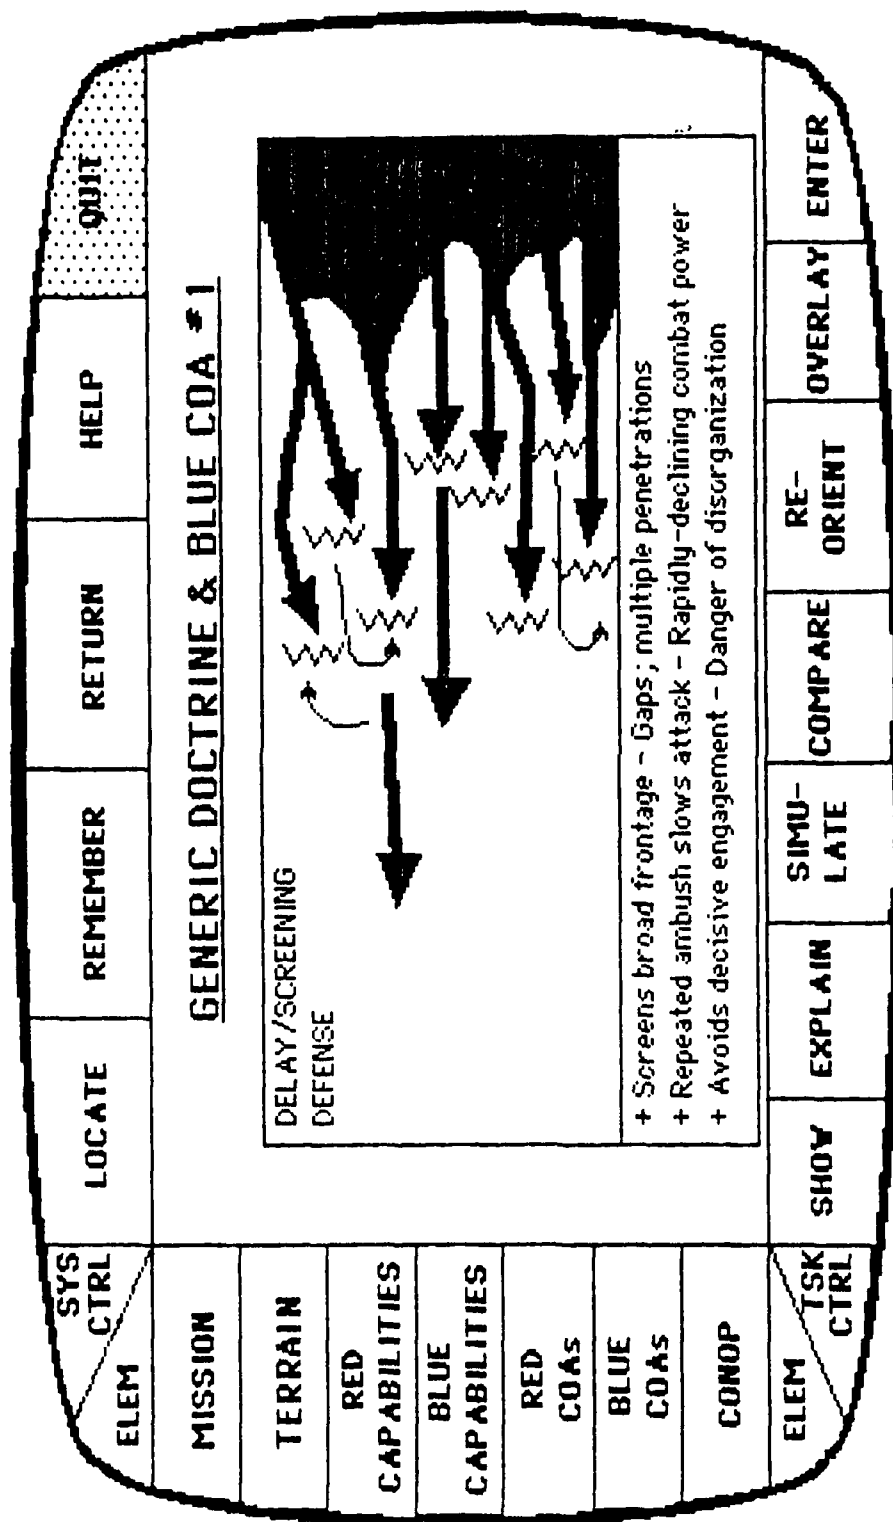 SYS
CTRL
ELEM
LOCATE
REMEMBER
RETURN
HELP
QUIT
MISSION
TERRAIN
RED
CAPABILITIES
BLUE
CAPABILITIES
RED
COAs
BLUE
COAs
CONOP
GENERIC DOCTRINE & BLUE COA #1
DELAY/SCREENING
DEFENSE
+ Screens broad frontage - Gaps; multiple penetrations
+ Repeated ambush slows attack - Rapidly-declining combat power
+ Avoids decisive engagement - Danger of disorganization
ELEM
TSK
CTRL
SHOW
EXPLAIN
SIMU-
LATE
COMPARE
RE-
ORIENT
OVERLAY
ENTER